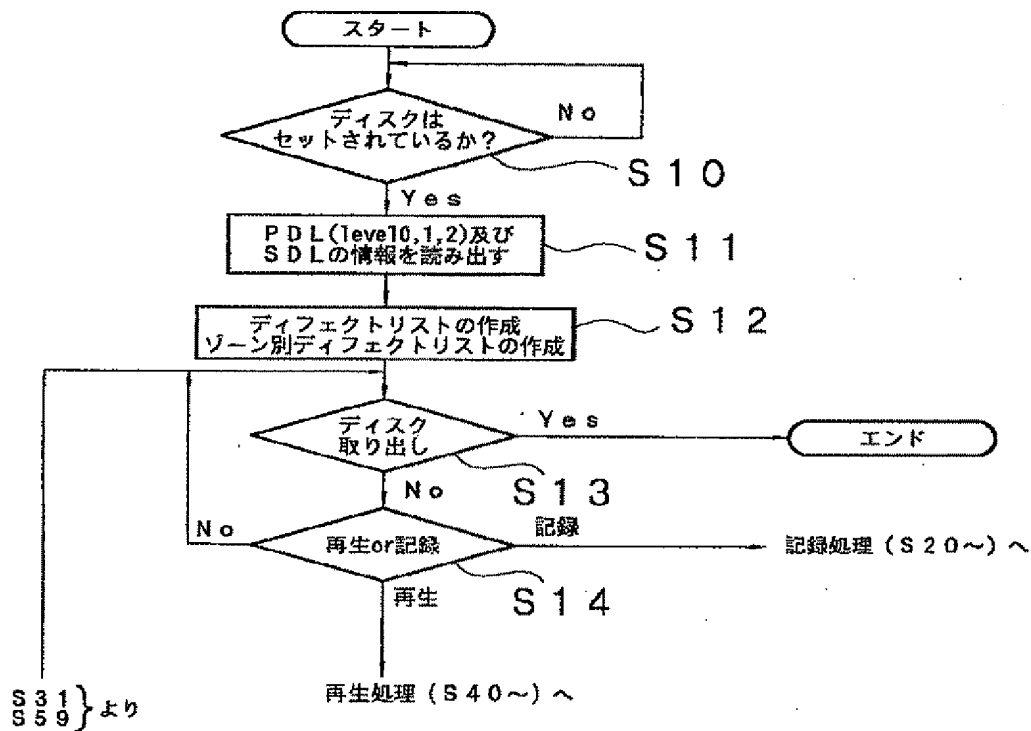 スタート
ディスクは
セットされているか?
No
S10
Yes
PDL(level0,1,2)及び
SDLの情報を読み出す
S11
ディフェクトリストの作成
ゾーン別ディフェクトリストの作成
S12
ディスク
取り出し
Yes
エンド
S13
No
No
再生or記録
記録
記録処理(S20~)へ
S14
再生
再生処理(S40~)へ
S31
S59
}より